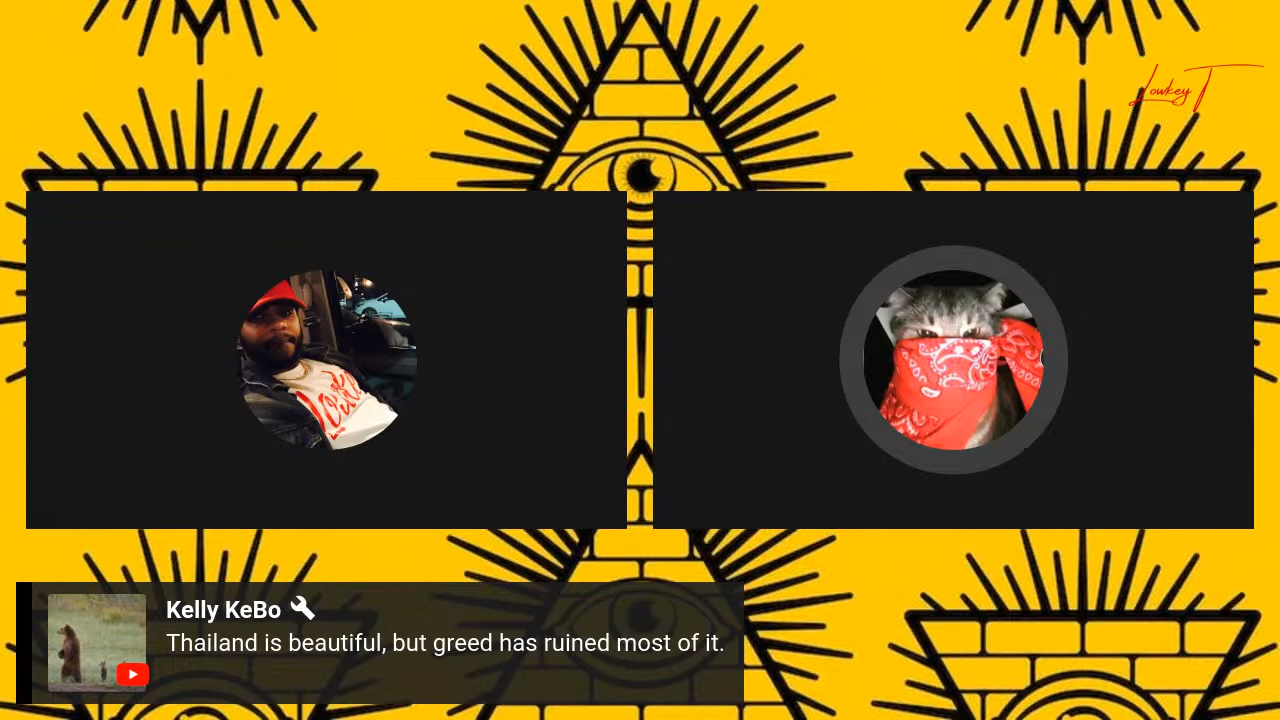 Lowkey T
Kelly KeBo
Thailand is beautiful, but greed has ruined most of it.